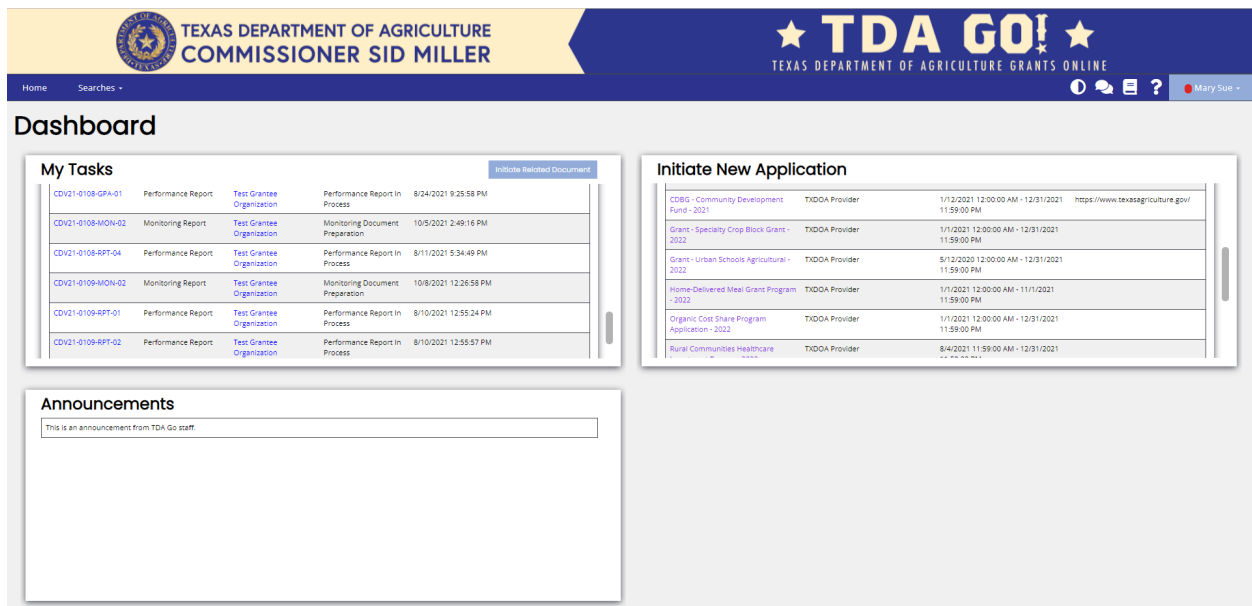 TEXAS DEPARTMENT OF AGRICULTURE
COMMISSIONER SID MILLER
TDA GO!
TEXAS DEPARTMENT OF AGRICULTURE GRANTS ONLINE
Home Searches
? Mary Sue
Dashboard
My Tasks
Initiate Related Document
CDV21-0108-GPA-01 Performance Report Test Grantee Performance Report In 8/24/2021 9:25:58 PM
Organization Process
CDV21-0108-MON-02 Monitoring Report Test Grantee Monitoring Document 10/5/2021 2:49:16 PM
Organization Preparation
CDV21-0108-RPT-04 Performance Report Test Grantee Performance Report In 8/11/2021 5:34:49 PM
Organization Process
CDV21-0109-MON-02 Monitoring Report Test Grantee Monitoring Document 10/8/2021 12:26:58 PM
Organization Preparation
CDV21-0109-RPT-01 Performance Report Test Grantee Performance Report In 8/10/2021 12:55:24 PM
Organization Process
CDV21-0109-RPT-02 Performance Report Test Grantee Performance Report In 8/10/2021 12:55:57 PM
Organization Process
Initiate New Application
CDBG - Community Development TXDOA Provider 1/12/2021 12:00:00 AM - 12/31/2021 https://www.texasagriculture.gov/
Fund - 2021 11:59:00 PM
Grant - Specialty Crop Block Grant - TXDOA Provider 1/1/2021 12:00:00 AM - 12/31/2021
2022 11:59:00 PM
Grant - Urban Schools Agricultural - TXDOA Provider 5/12/2020 12:00:00 AM - 12/31/2021
2022 11:59:00 PM
Home-Delivered Meal Grant Program TXDOA Provider 1/1/2021 12:00:00 AM - 11/1/2021
- 2022 11:59:00 PM
Organic Cost Share Program TXDOA Provider 1/1/2021 12:00:00 AM - 12/31/2021
Application - 2022 11:59:00 PM
Rural Communities Healthcare TXDOA Provider 8/4/2021 11:59:00 AM - 12/31/2021
Announcements
This is an announcement from TDA Go staff.